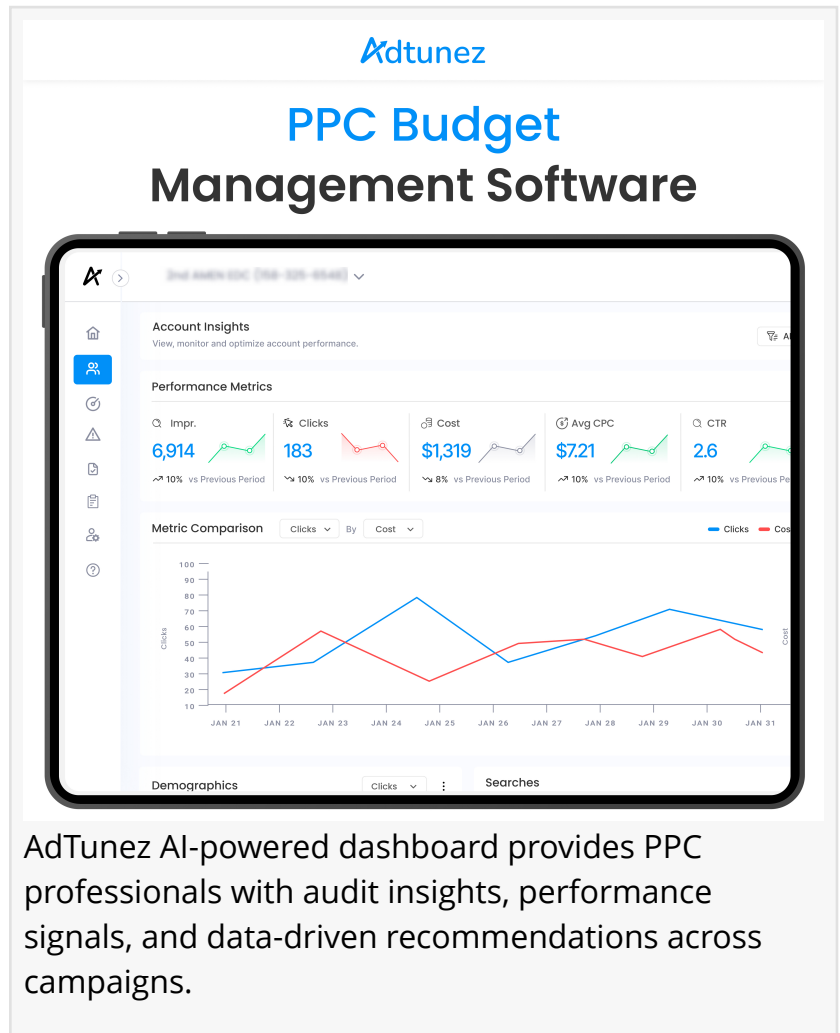 Adtunez
PPC Budget
Management Software
Account Insights
View, monitor and optimize account performance.
Performance Metrics
Impr. Clicks Cost Avg CPC CTR
6,914 183 $1,319 $7.21 2.6
10% vs Previous Period 10% vs Previous Period 8% vs Previous Period 10% vs Previous Period 10% vs Previous Pe
Metric Comparison Clicks By Cost Clicks Cos
100
90
80
70
60
50
40
30
20
10
Clicks
Cost
JAN 21 JAN 22 JAN 23 JAN 24 JAN 25 JAN 26 JAN 27 JAN 28 JAN 29 JAN 30 JAN 31
Demographics Clicks Searches
AdTunez AI-powered dashboard provides PPC
professionals with audit insights, performance
signals, and data-driven recommendations across
campaigns.